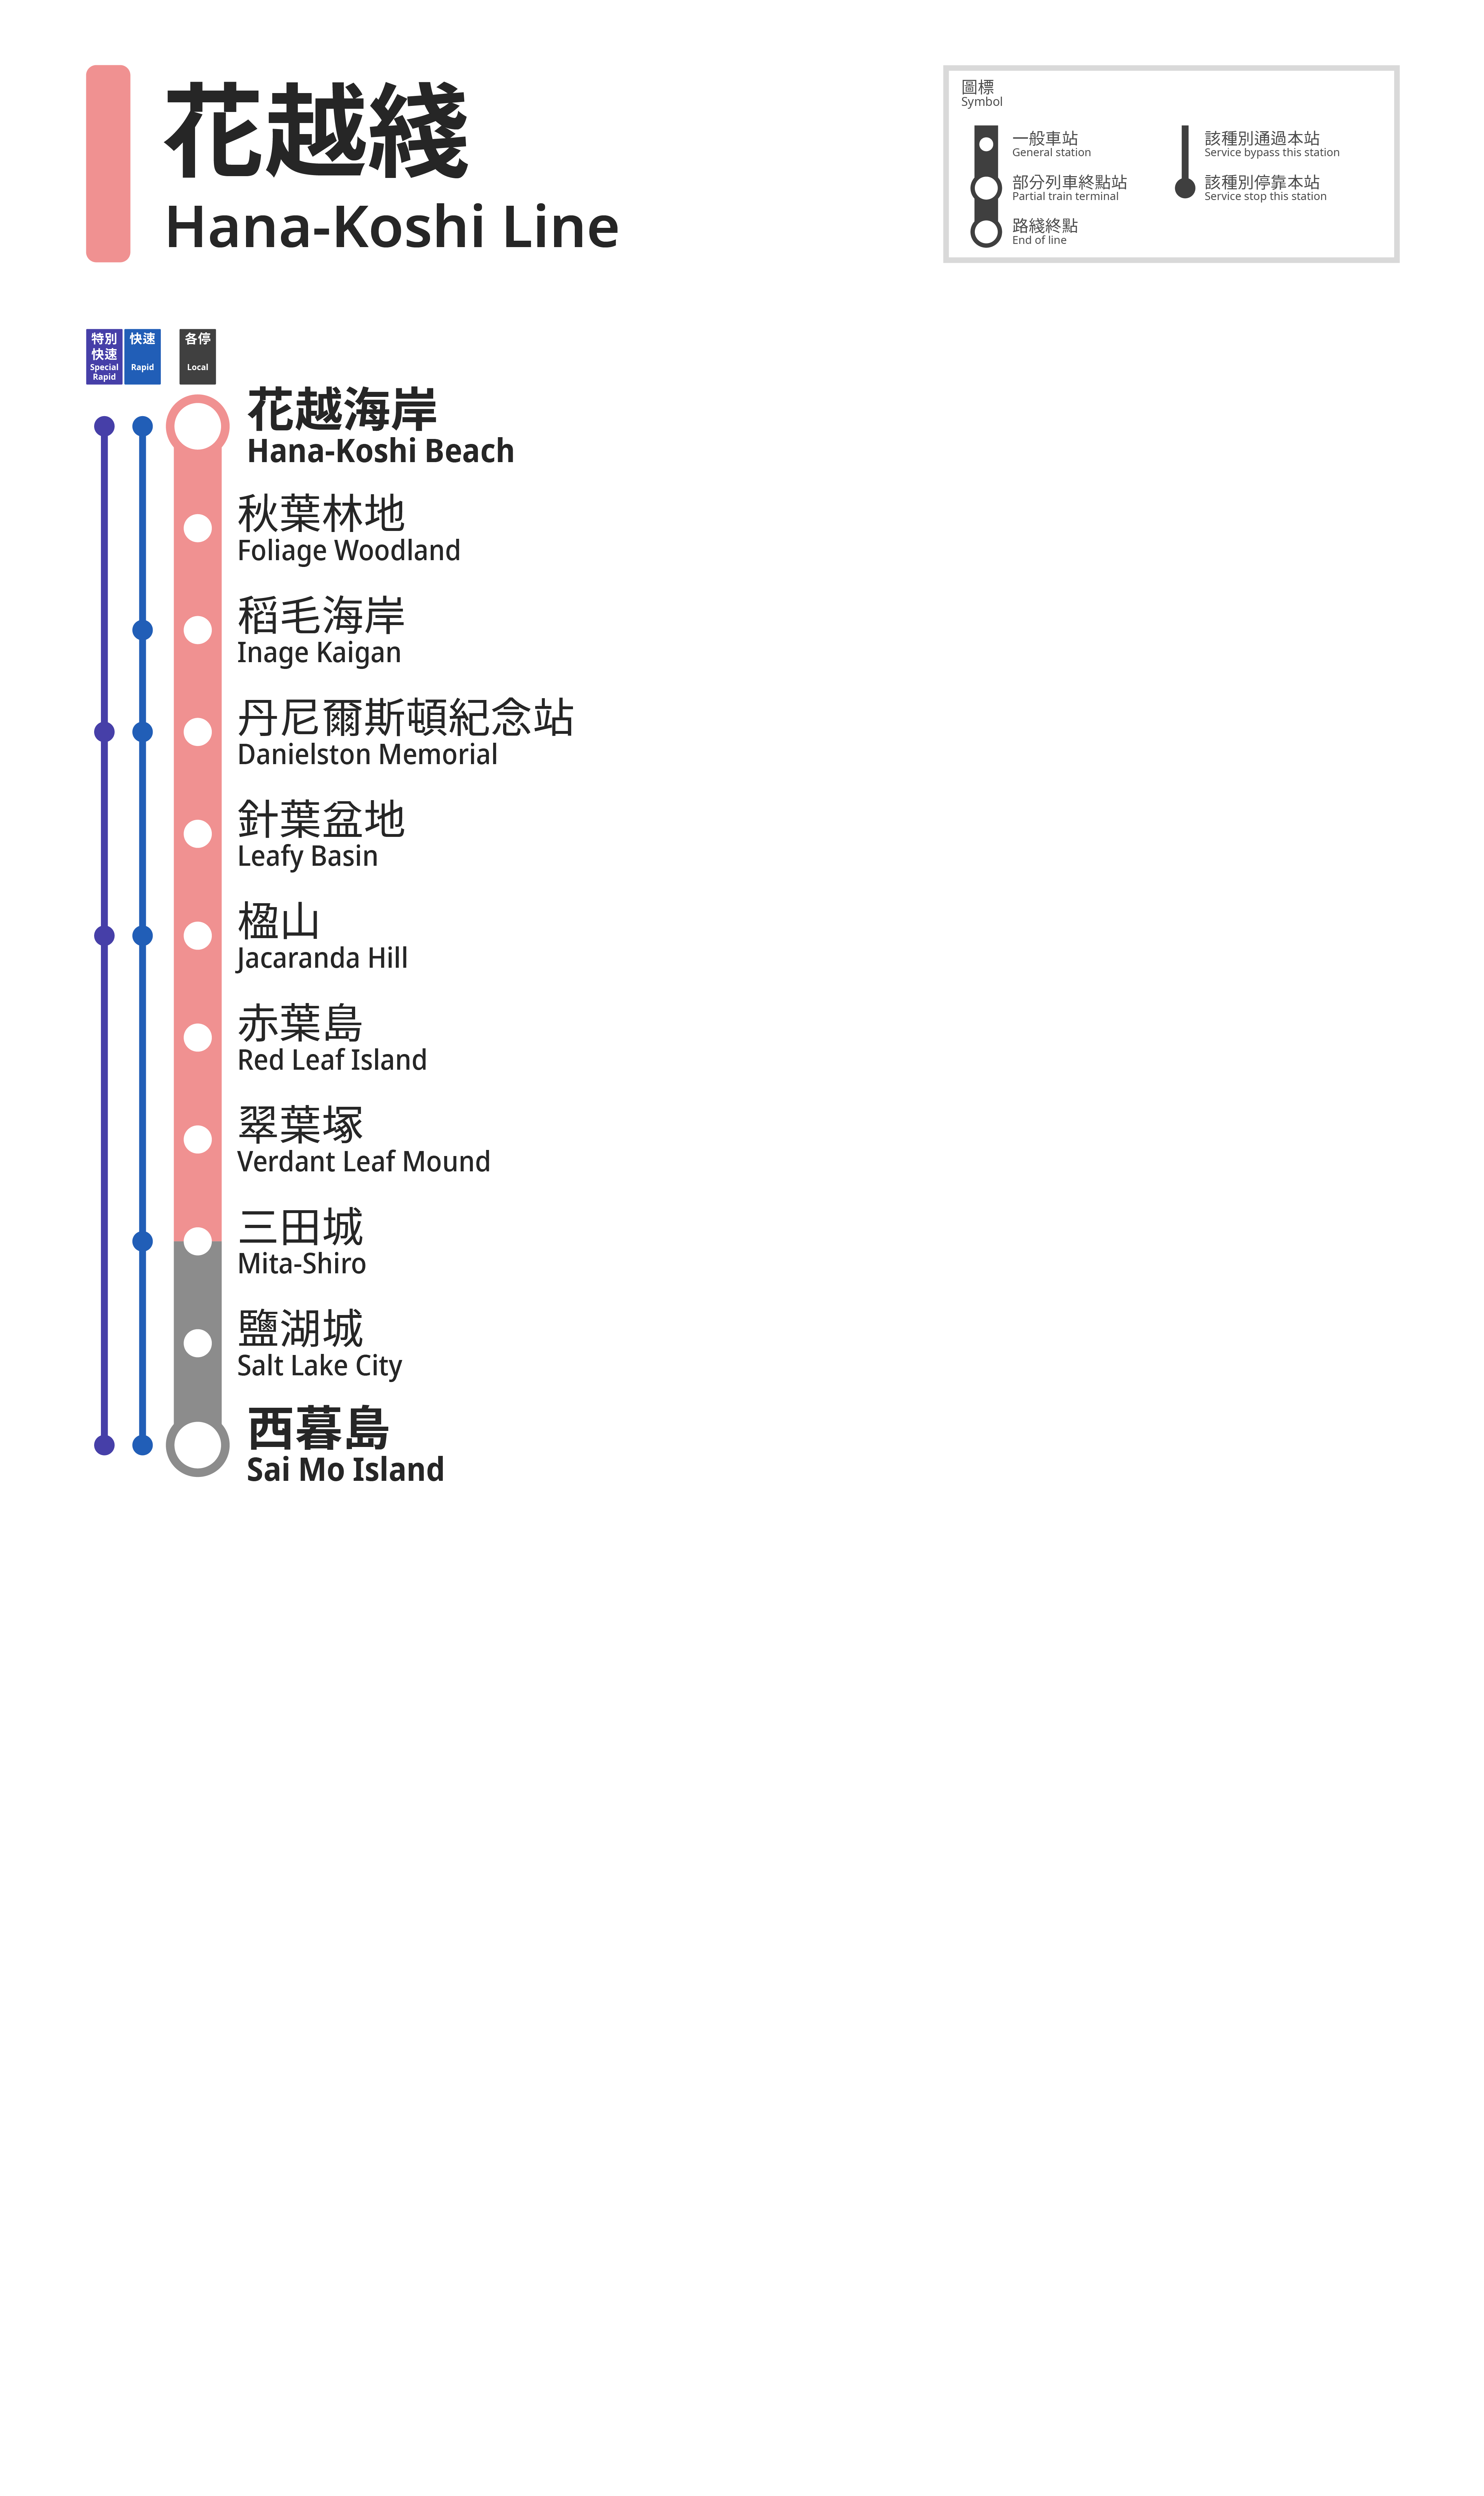 花越綫
Hana-Koshi Line
圖標
Symbol
一般車站
General station
部分列車終點站
Partial train terminal
路綫終點
End of line
該種別通過本站
Service bypass this station
該種別停靠本站
Service stop this station
特別
快速
Special
Rapid
快速
Rapid
各停
Local
花越海岸
Hana-Koshi Beach
秋葉林地
Foliage Woodland
稻毛海岸
Inage Kaigan
丹尼爾斯頓紀念站
Danielston Memorial
針葉盆地
Leafy Basin
楹山
Jacaranda Hill
赤葉島
Red Leaf Island
翠葉塚
Verdant Leaf Mound
三田城
Mita-Shiro
鹽湖城
Salt Lake City
西暮島
Sai Mo Island